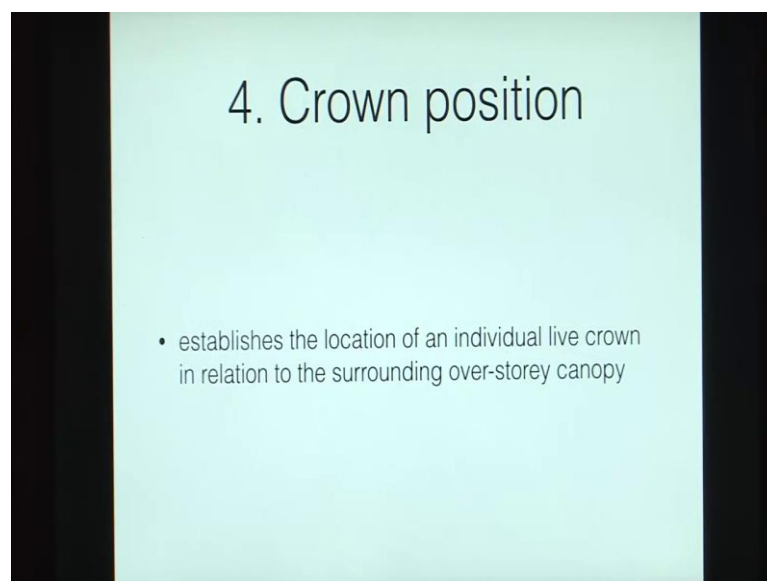 4. Crown position
• establishes the location of an individual live crown
in relation to the surrounding over-storey canopy